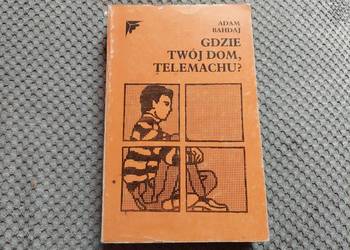 ADAM
BAHDAJ
GDZIE
TWÓJ DOM,
TELEMACHU?